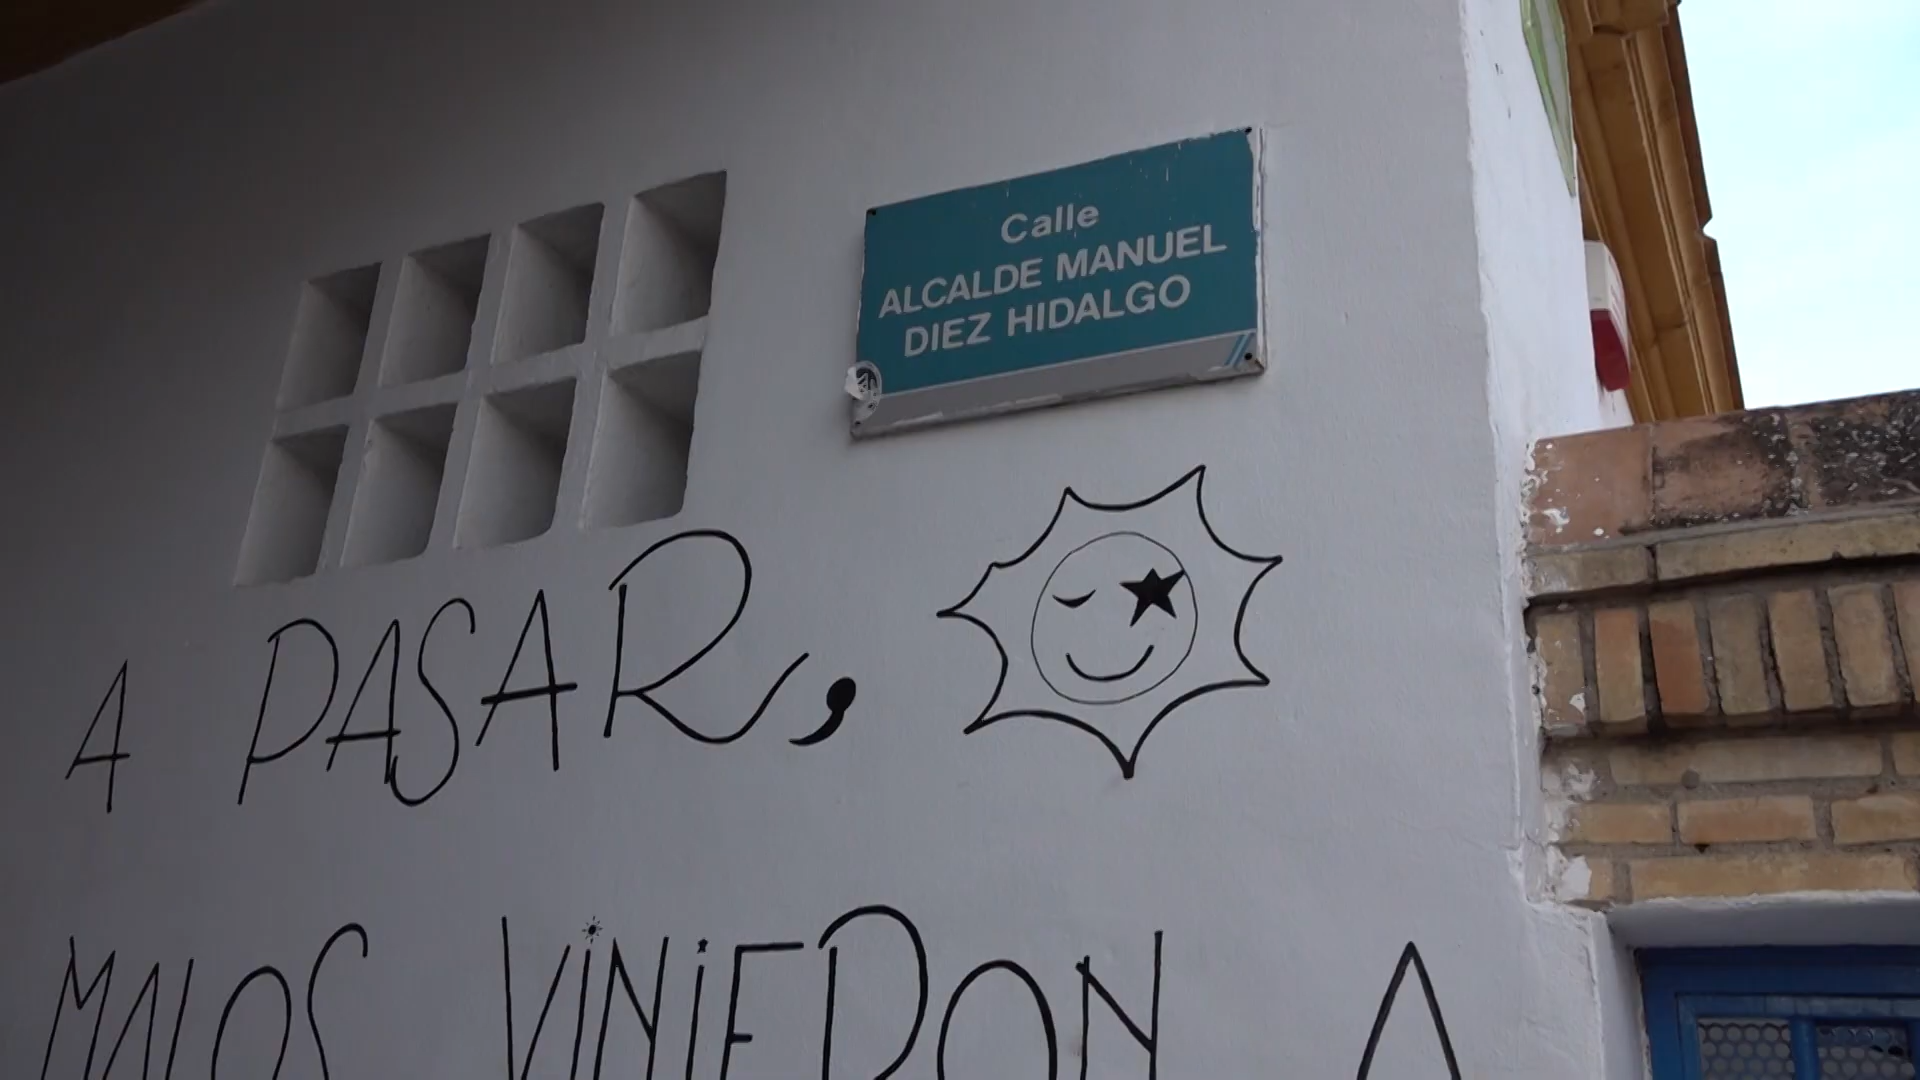 Calle
ALCALDE MANUEL
DIEZ HIDALGO
A PASAR,
MALOS ViNiERON A